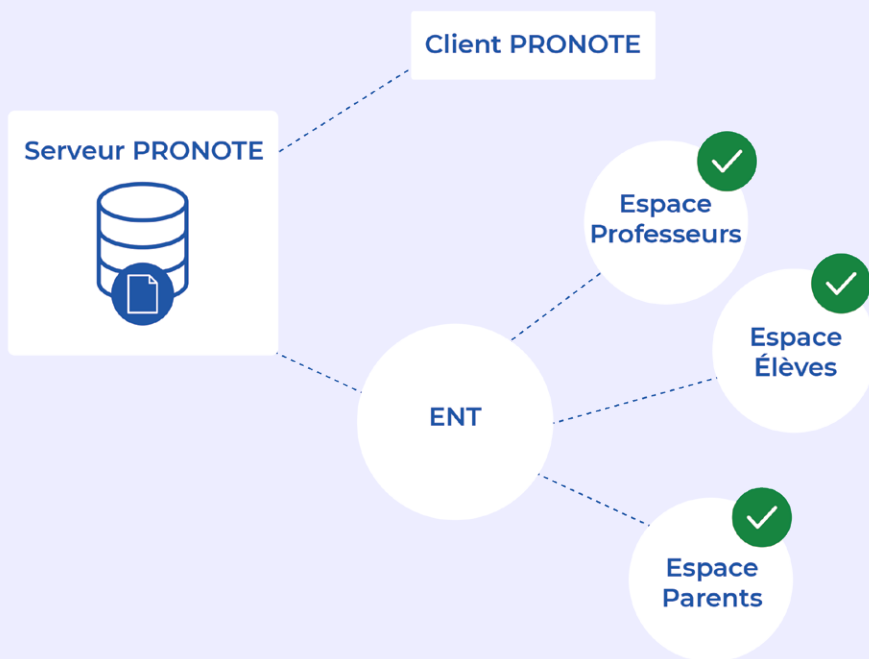 Client PRONOTE
Serveur PRONOTE
Espace
Professeurs
Espace
Élèves
ENT
Espace
Parents